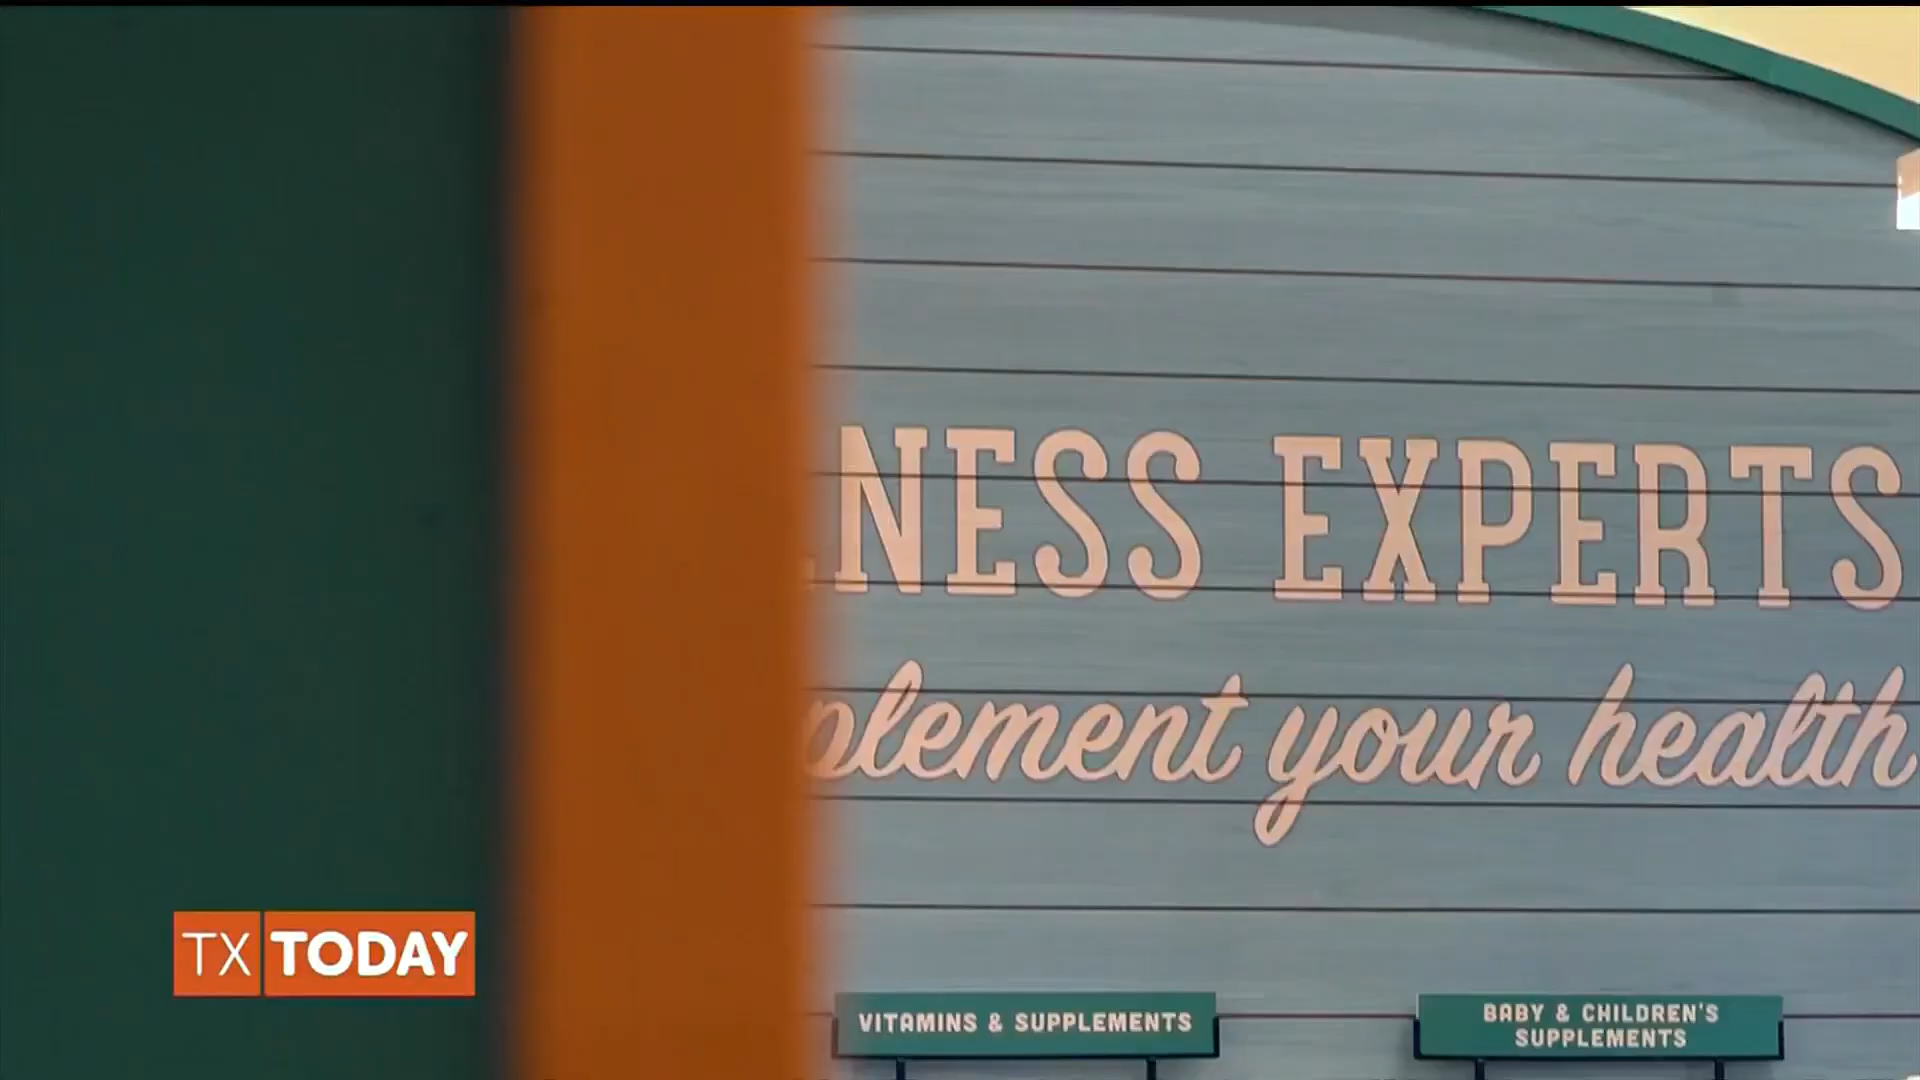 NESS EXPERTS
plement your health
TX TODAY
VITAMINS & SUPPLEMENTS
BABY & CHILDREN'S
SUPPLEMENTS